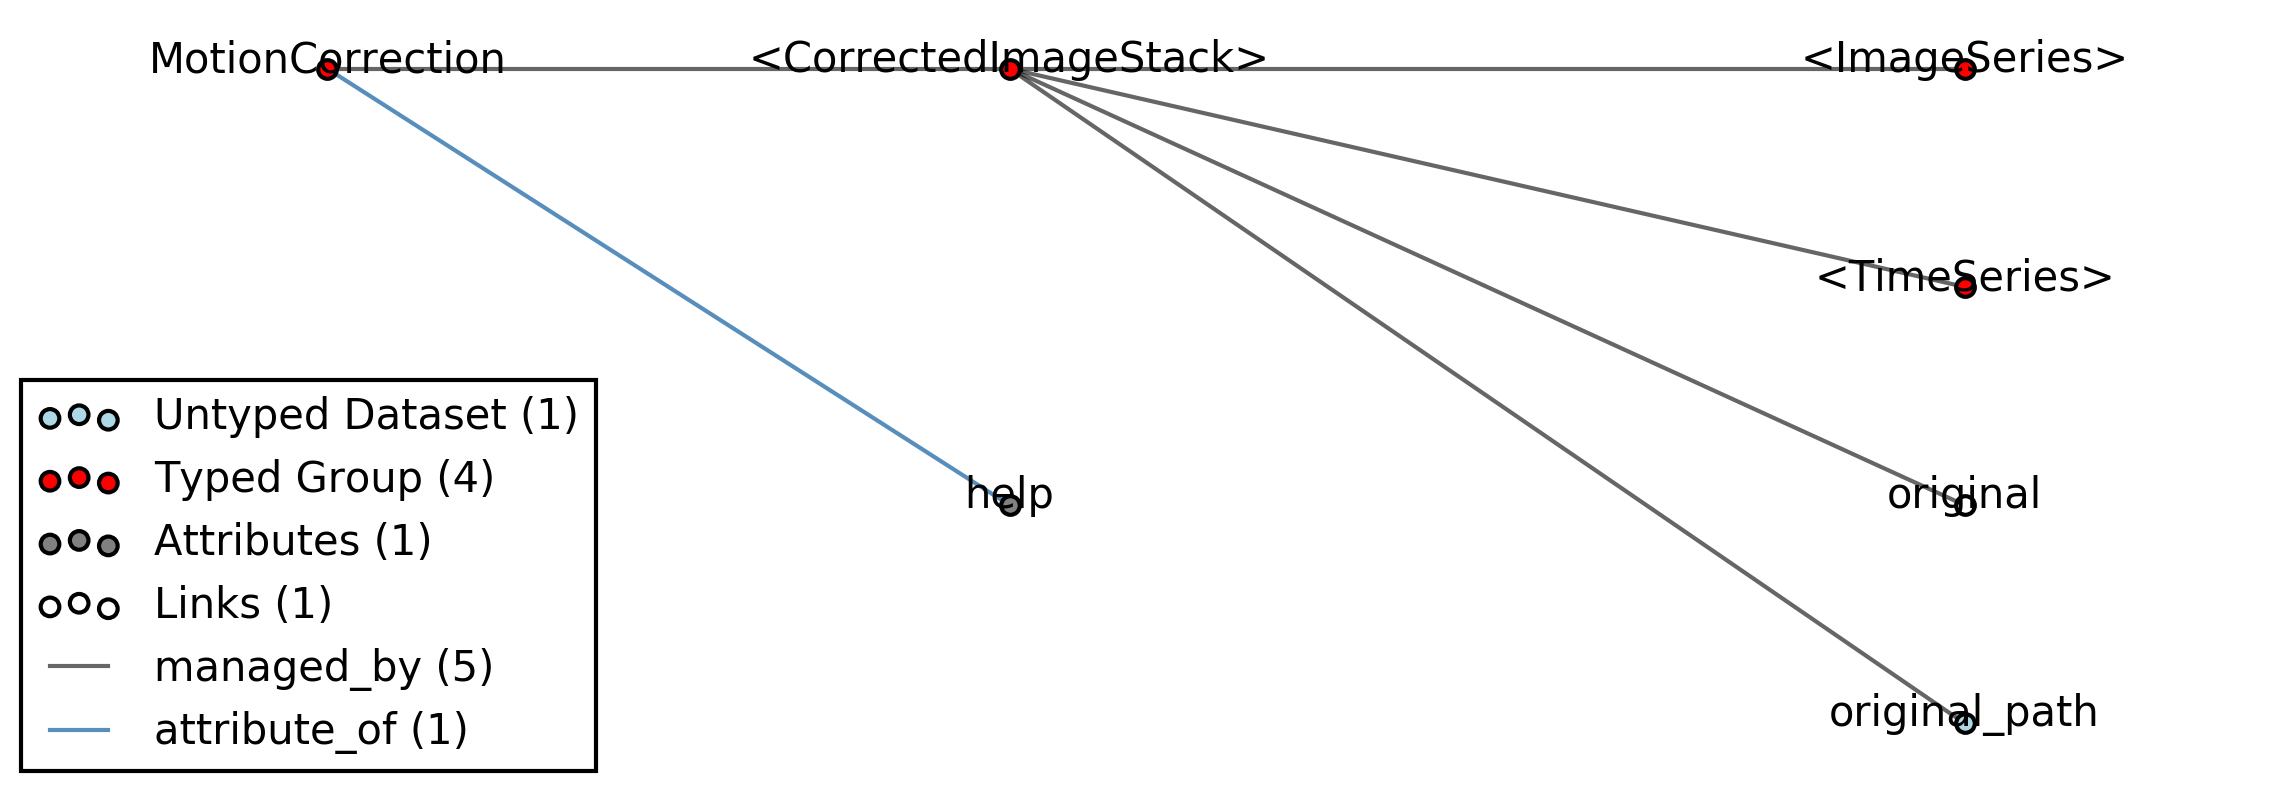 MotionCorrection
<CorrectedImageStack>
<ImageSeries>
<TimeSeries>
help
original
original_path
Untyped Dataset (1)
Typed Group (4)
Attributes (1)
Links (1)
managed_by (5)
attribute_of (1)